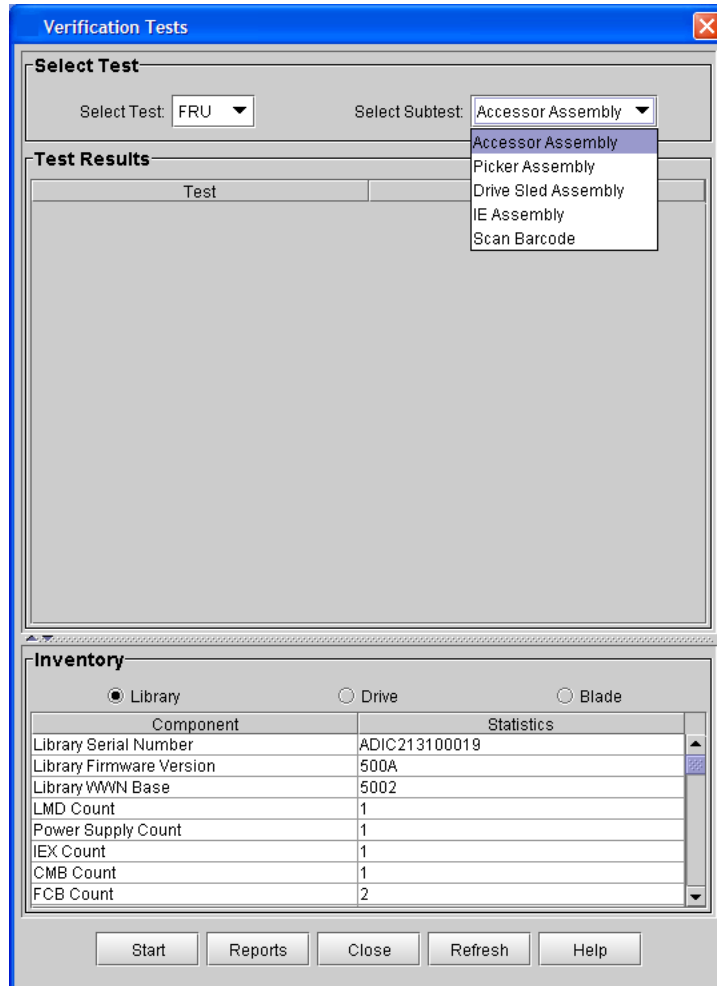 Verification Tests
Select Test
Select Test: FRU
Select Subtest: Accessor Assembly
Accessor Assembly
Picker Assembly
Drive Sled Assembly
IE Assembly
Scan Barcode
Test Results
Test
Inventory
Library Drive Blade
Component Statistics
Library Serial Number ADIC213100019
Library Firmware Version 500A
Library WWN Base 5002
LMD Count 1
Power Supply Count 1
IEX Count 1
CMB Count 1
FCB Count 2
Start Reports Close Refresh Help